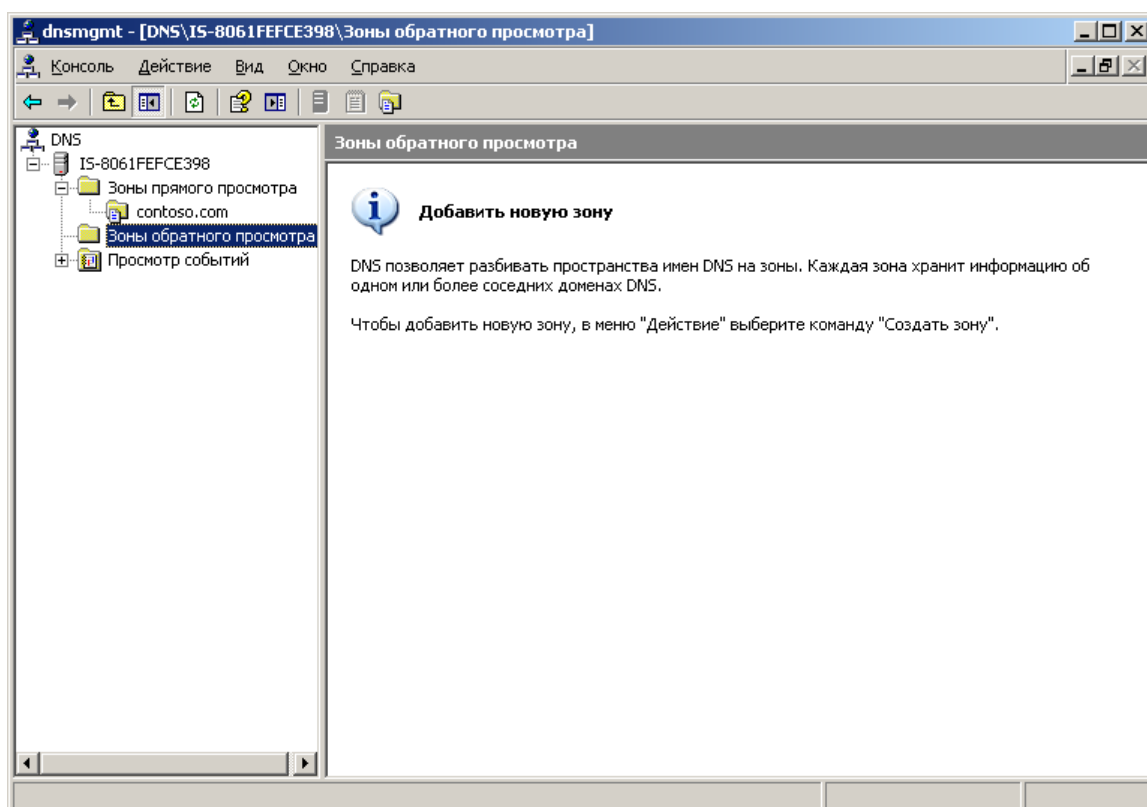 dnsmgmt - [DNS\IS-8061FEFCE398\Зоны обратного просмотра]
Консоль Действие Вид Окно Справка
DNS
IS-8061FEFCE398
Зоны прямого просмотра
contoso.com
Зоны обратного просмотра
Просмотр событий
Зоны обратного просмотра
Добавить новую зону
DNS позволяет разбивать пространства имен DNS на зоны. Каждая зона хранит информацию об
одном или более соседних доменах DNS.
Чтобы добавить новую зону, в меню "Действие" выберите команду "Создать зону".